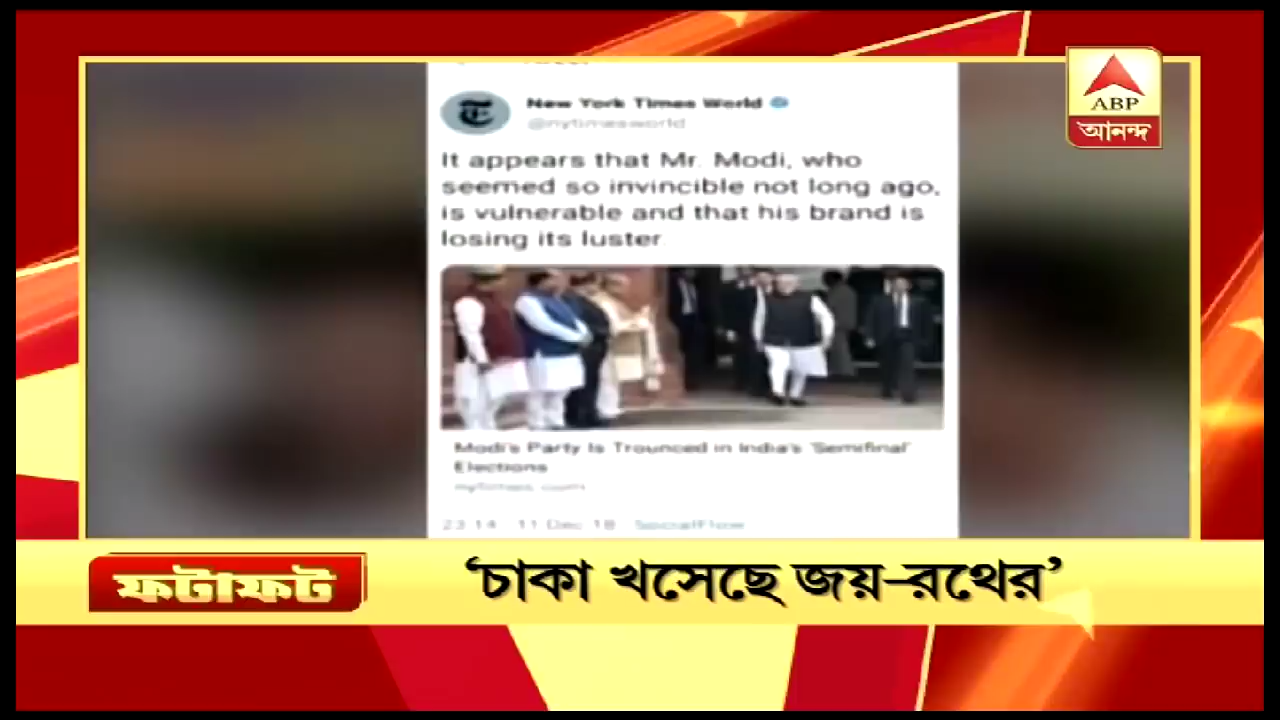 New York Times World
@nytimesworld
It appears that Mr. Modi, who
seemed so invincible not long ago,
is vulnerable and that his brand is
losing its luster.
Modi's Party Is Trounced in India's 'Semifinal'
Elections
nytimes.com
23:14 11 Dec 18 SocialFlow
ABP
আনন্দ
ফটাফট
‘চাকা খসেছে জয়-রথের’